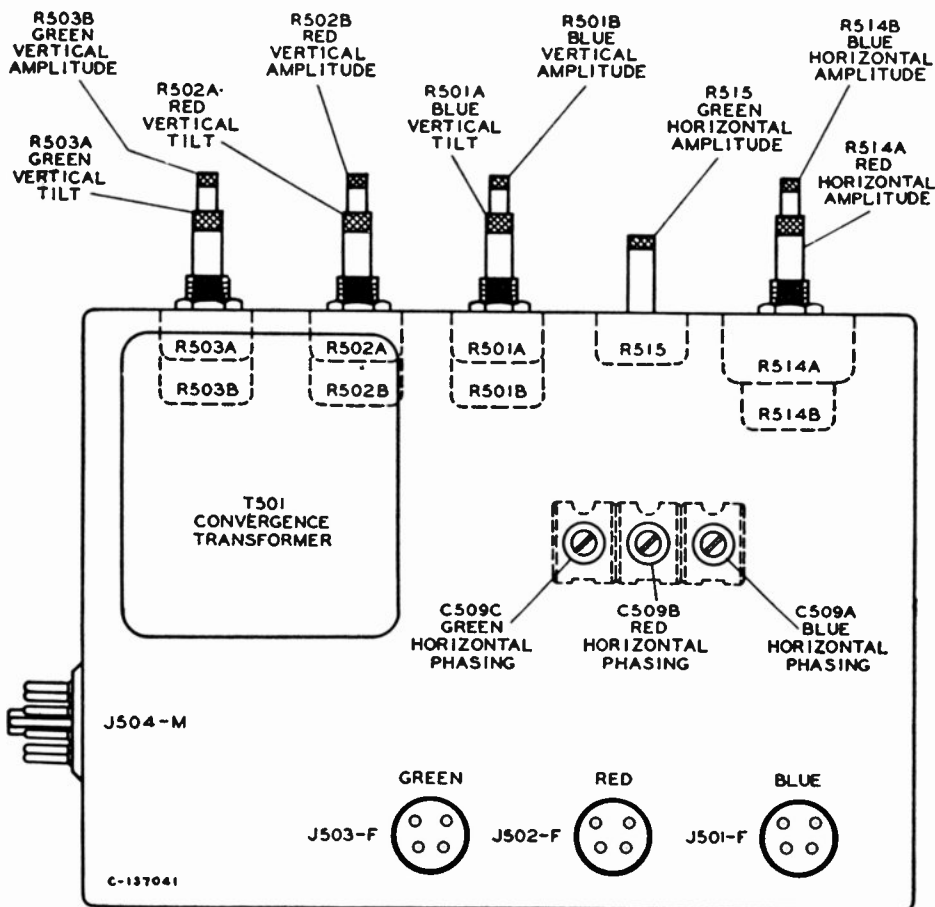 R503B
GREEN
VERTICAL
AMPLITUDE
R502B
RED
VERTICAL
AMPLITUDE
R501B
BLUE
VERTICAL
AMPLITUDE
R514B
BLUE
HORIZONTAL
AMPLITUDE
R502A
RED
VERTICAL
TILT
R501A
BLUE
VERTICAL
TILT
R515
GREEN
HORIZONTAL
AMPLITUDE
R503A
GREEN
VERTICAL
TILT
R514A
RED
HORIZONTAL
AMPLITUDE
R503A
R503B
R502A
R502B
R501A
R501B
R515
R514A
R514B
T501
CONVERGENCE
TRANSFORMER
C509C
GREEN
HORIZONTAL
PHASING
C509B
RED
HORIZONTAL
PHASING
C509A
BLUE
HORIZONTAL
PHASING
J504-M
GREEN
J503-F
RED
J502-F
BLUE
J501-F
C-137041